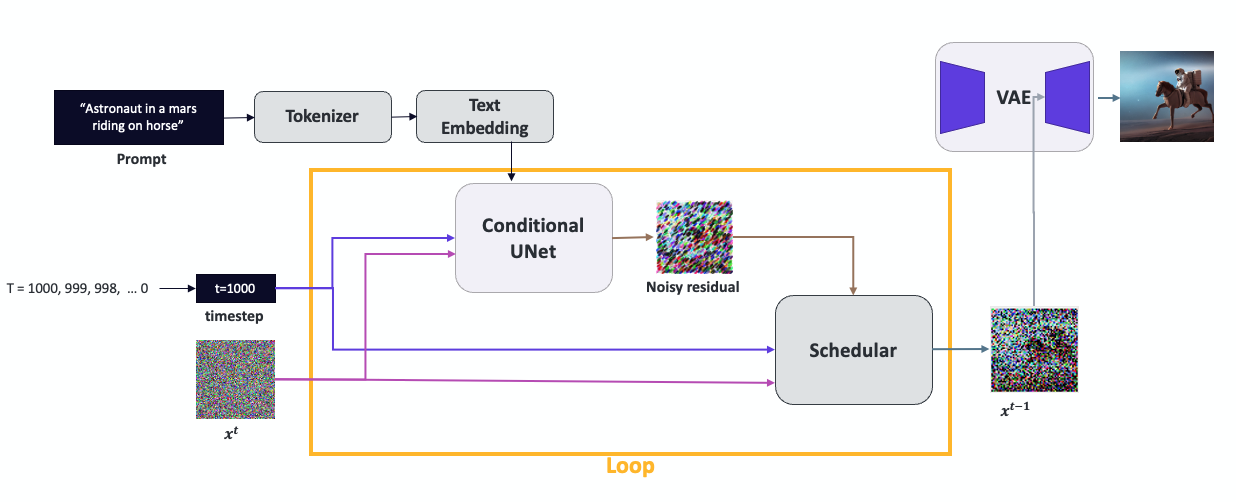 "Astronaut in a mars
riding on horse"
Prompt
Tokenizer
Text
Embedding
VAE
Conditional
UNet
Noisy residual
T = 1000, 999, 998, ... 0
t=1000
timestep
Schedular
x^t
x^{t-1}
Loop